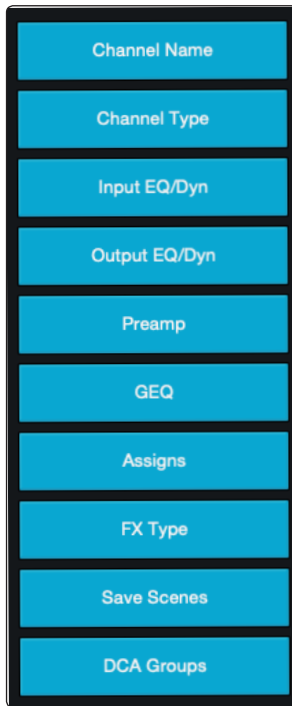 Channel Name
Channel Type
Input EQ/Dyn
Output EQ/Dyn
Preamp
GEQ
Assigns
FX Type
Save Scenes
DCA Groups